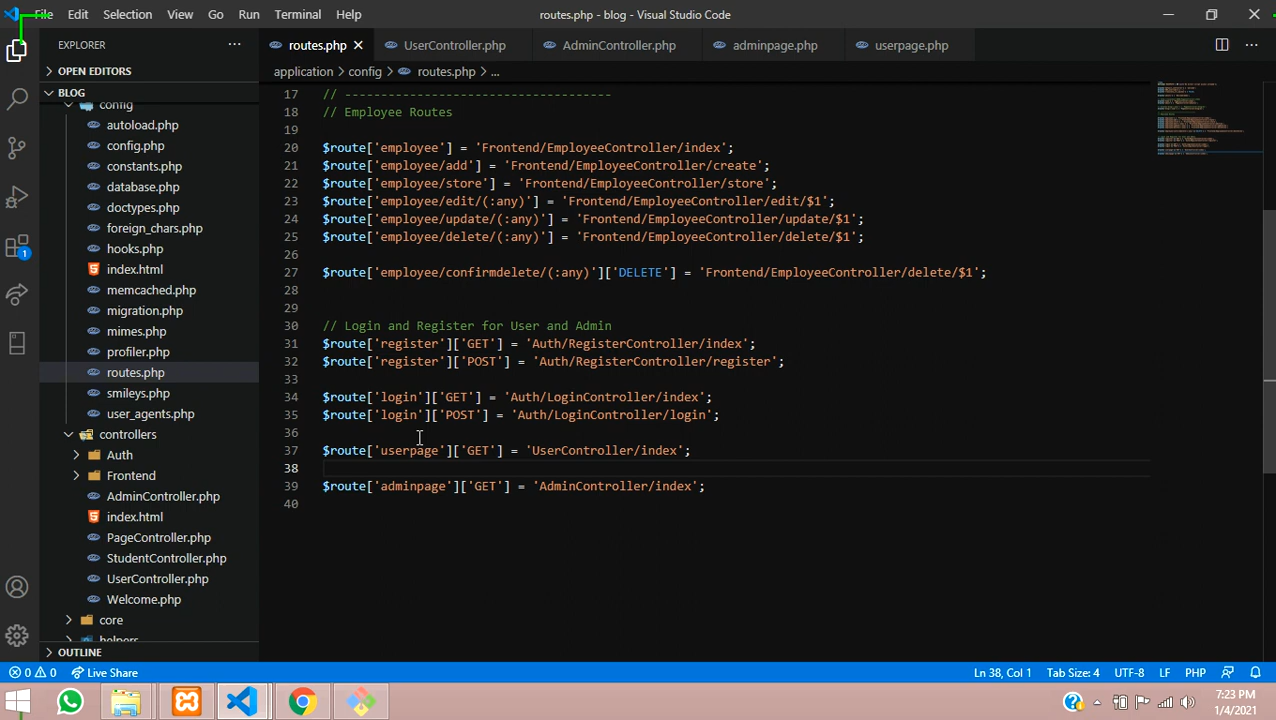 File Edit Selection View Go Run Terminal Help routes.php - blog - Visual Studio Code
EXPLORER
OPEN EDITORS
BLOG
config
autoload.php
config.php
constants.php
database.php
doctypes.php
foreign_chars.php
hooks.php
index.html
memcached.php
migration.php
mimes.php
profiler.php
routes.php
smileys.php
user_agents.php
controllers
Auth
Frontend
AdminController.php
index.html
PageController.php
StudentController.php
UserController.php
Welcome.php
core
helpers
OUTLINE
1
routes.php UserController.php AdminController.php adminpage.php userpage.php
application > config > routes.php > ...
17 // -------------------------------------
18 // Employee Routes
19
20 $route['employee'] = 'Frontend/EmployeeController/index';
21 $route['employee/add'] = 'Frontend/EmployeeController/create';
22 $route['employee/store'] = 'Frontend/EmployeeController/store';
23 $route['employee/edit/(:any)'] = 'Frontend/EmployeeController/edit/$1';
24 $route['employee/update/(:any)'] = 'Frontend/EmployeeController/update/$1';
25 $route['employee/delete/(:any)'] = 'Frontend/EmployeeController/delete/$1';
26
27 $route['employee/confirmdelete/(:any)']['DELETE'] = 'Frontend/EmployeeController/delete/$1';
28
29
30 // Login and Register for User and Admin
31 $route['register']['GET'] = 'Auth/RegisterController/index';
32 $route['register']['POST'] = 'Auth/RegisterController/register';
33
34 $route['login']['GET'] = 'Auth/LoginController/index';
35 $route['login']['POST'] = 'Auth/LoginController/login';
36
37 $route['userpage']['GET'] = 'UserController/index';
38
39 $route['adminpage']['GET'] = 'AdminController/index';
40
0 0 Live Share Ln 38, Col 1 Tab Size: 4 UTF-8 LF PHP
7:23 PM
1/4/2021